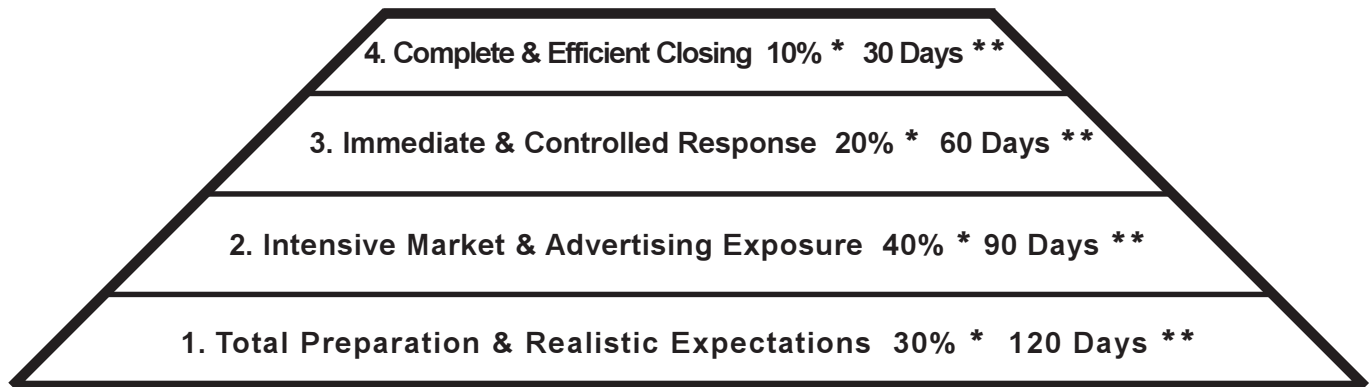 4. Complete & Efficient Closing 10% * 30 Days **
3. Immediate & Controlled Response 20% * 60 Days **
2. Intensive Market & Advertising Exposure 40% * 90 Days **
1. Total Preparation & Realistic Expectations 30% * 120 Days **